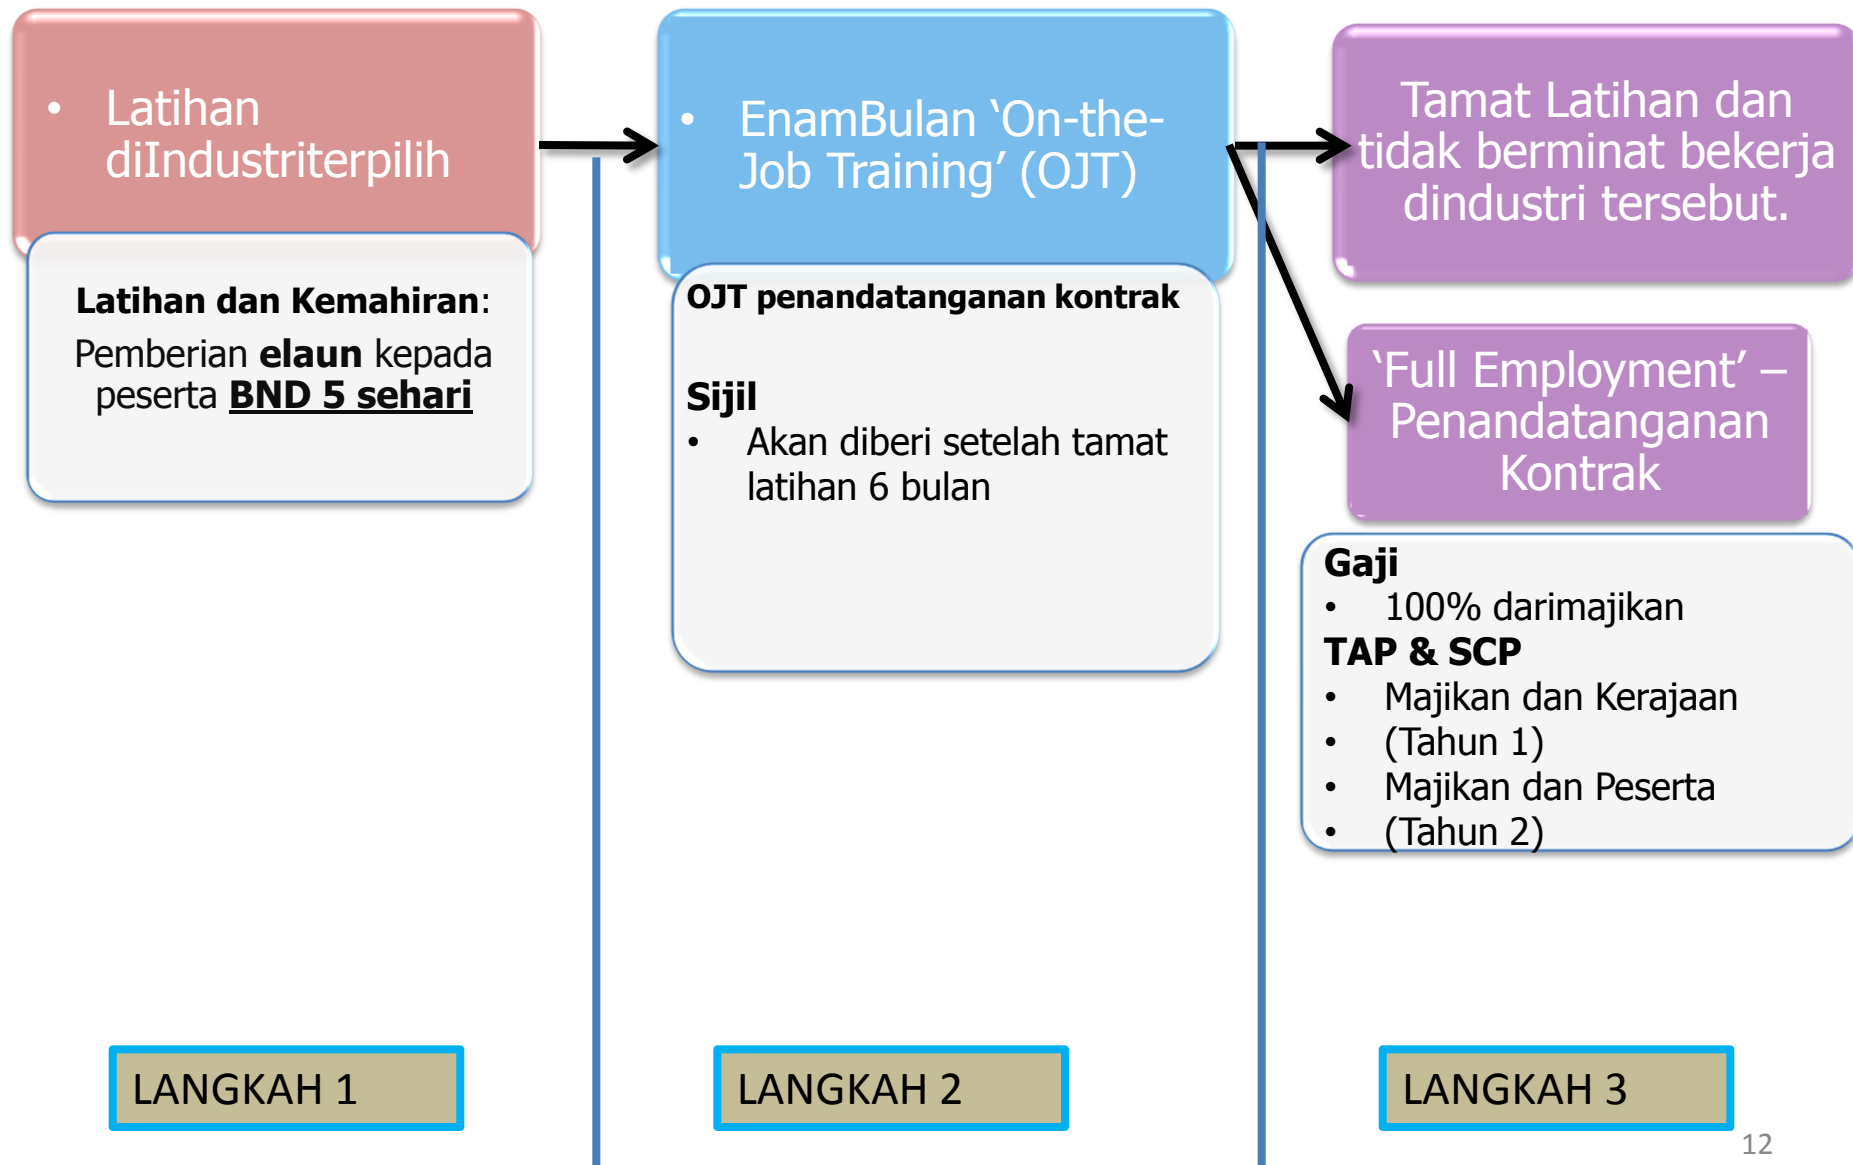 • Latihan
diIndustriterpilih
Latihan dan Kemahiran:
Pemberian elaun kepada
peserta BND 5 sehari
LANGKAH 1
• EnamBulan ‘On-the-
Job Training’ (OJT)
OJT penandatanganan kontrak
Sijil
• Akan diberi setelah tamat
latihan 6 bulan
LANGKAH 2
Tamat Latihan dan
tidak berminat bekerja
dindustri tersebut.
‘Full Employment’ –
Penandatanganan
Kontrak
Gaji
• 100% darimajikan
TAP & SCP
• Majikan dan Kerajaan
• (Tahun 1)
• Majikan dan Peserta
• (Tahun 2)
LANGKAH 3
12